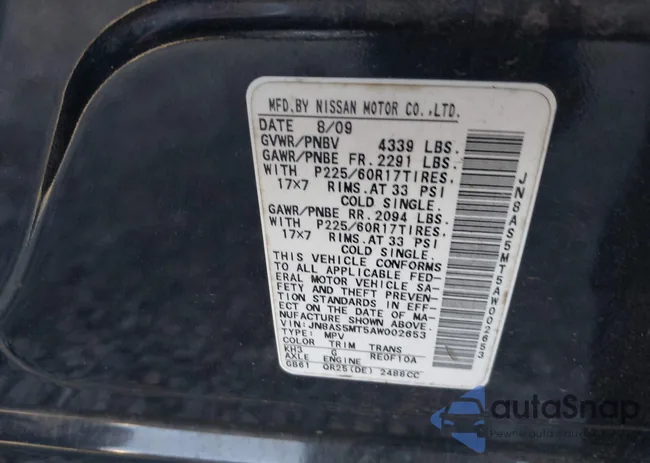 MFD.BY NISSAN MOTOR CO.,LTD.
DATE 8/09
GVWR/PNBV 4339 LBS.
GAWR/PNBE FR. 2291 LBS.
WITH P225/60R17TIRES.
17x7 RIMS.AT 33 PSI
COLD SINGLE.
GAWR/PNBE RR. 2094 LBS.
WITH P225/60R17TIRES.
17x7 RIMS.AT 33 PSI
COLD SINGLE.
THIS VEHICLE CONFORMS
TO ALL APPLICABLE FED-
ERAL MOTOR VEHICLE SA-
FETY AND THEFT PREVEN-
TION STANDARDS IN EFF-
ECT ON THE DATE OF MA-
NUFACTURE SHOWN ABOVE.
VIN: JN8AS5MT5AW002653
TYPE: MPV
COLOR TRIM TRANS
KH3 G RE0F10A
AXLE ENGINE
GB61 QR25(DE) 2488CC
JN8AS5MT5AW002653
autaSnap